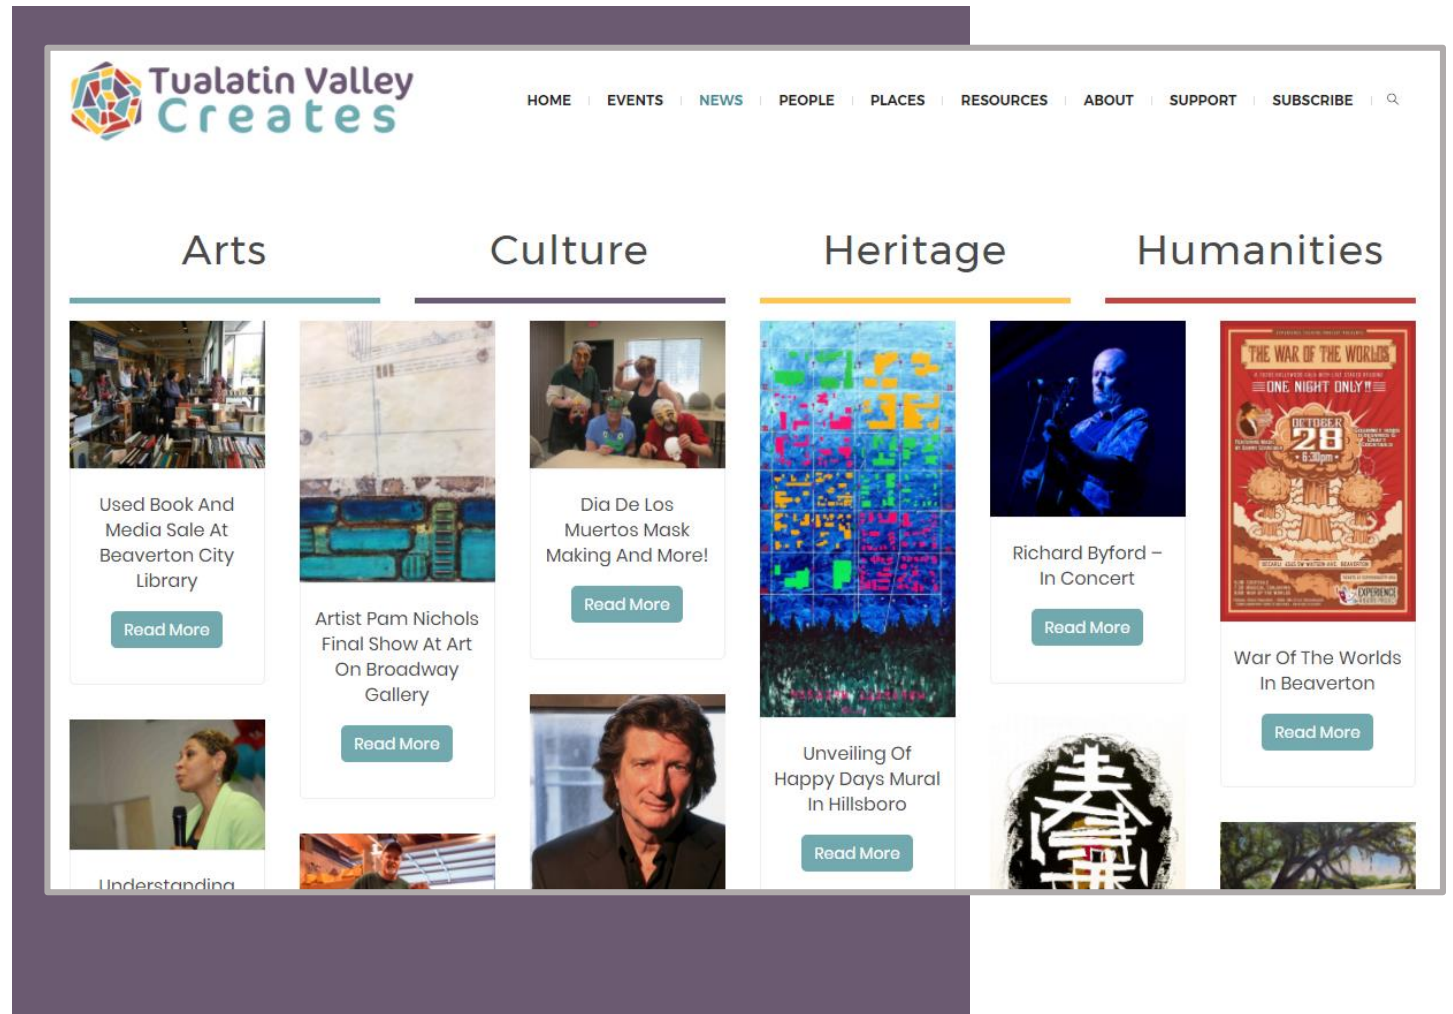 Tualatin Valley
Creates
HOME
EVENTS
NEWS
PEOPLE
PLACES
RESOURCES
ABOUT
SUPPORT
SUBSCRIBE
Arts
Culture
Heritage
Humanities
Used Book And
Media Sale At
Beaverton City
Library
Read More
Understanding
Artist Pam Nichols
Final Show At Art
On Broadway
Gallery
Read More
Dia De Los
Muertos Mask
Making And More!
Read More
Unveiling Of
Happy Days Mural
In Hillsboro
Read More
Richard Byford –
In Concert
Read More
THE WAR OF THE WORLDS
ONE NIGHT ONLY!!
OCTOBER
28
6:30pm
EXPERIENCE
War Of The Worlds
In Beaverton
Read More